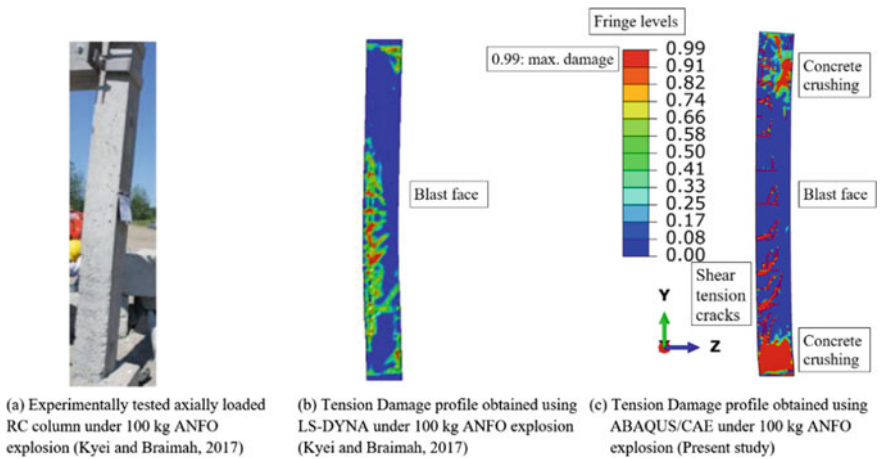 Fringe levels
0.99: max. damage
0.99
0.91
0.82
0.74
0.66
0.58
0.50
0.41
0.33
0.25
0.17
0.08
0.00
Concrete
crushing
Blast face
Blast face
Shear
tension
cracks
Y
Z
Concrete
crushing
(a) Experimentally tested axially loaded
RC column under 100 kg ANFO
explosion (Kyei and Braimah, 2017)
(b) Tension Damage profile obtained using
LS-DYNA under 100 kg ANFO explosion
(Kyei and Braimah, 2017)
(c) Tension Damage profile obtained using
ABAQUS/CAE under 100 kg ANFO
explosion (Present study)